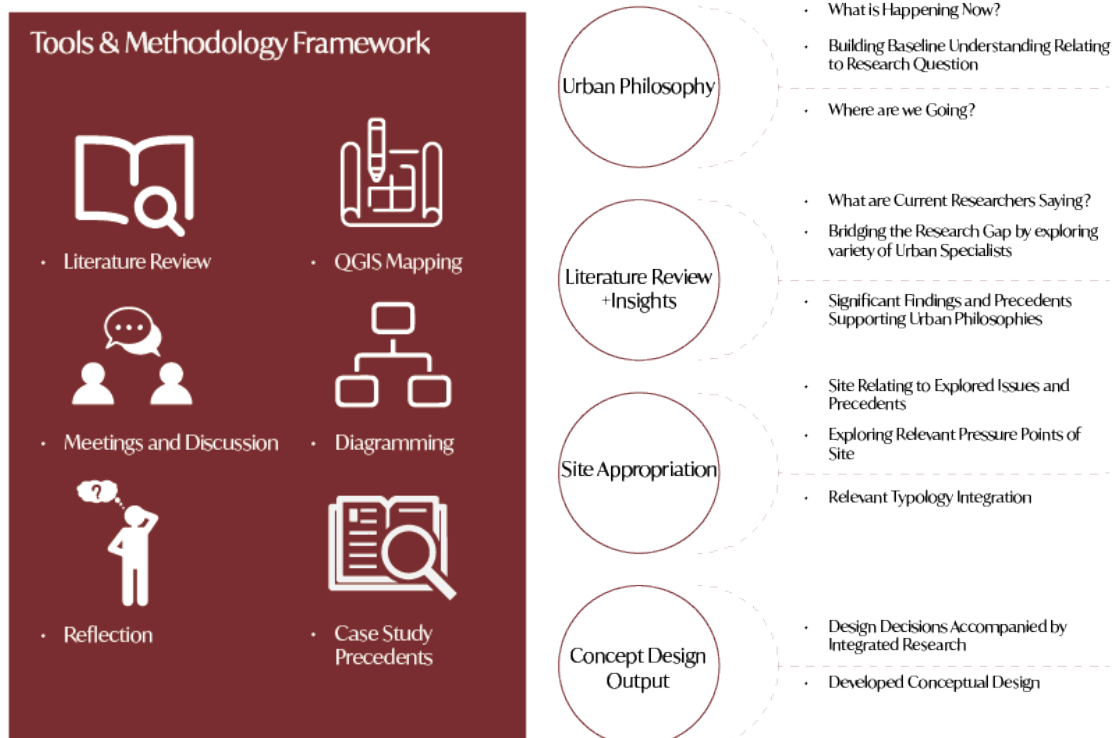 Tools & Methodology Framework
· Literature Review
· QGIS Mapping
· Meetings and Discussion
· Diagramming
?
· Reflection
· Case Study
Precedents
Urban Philosophy
· What is Happening Now?
· Building Baseline Understanding Relating
to Research Question
· Where are we Going?
Literature Review
+Insights
· What are Current Researchers Saying?
· Bridging the Research Gap by exploring
variety of Urban Specialists
· Significant Findings and Precedents
Supporting Urban Philosophies
Site Appropriation
· Site Relating to Explored Issues and
Precedents
· Exploring Relevant Pressure Points of
Site
· Relevant Typology Integration
Concept Design
Output
· Design Decisions Accompanied by
Integrated Research
· Developed Conceptual Design